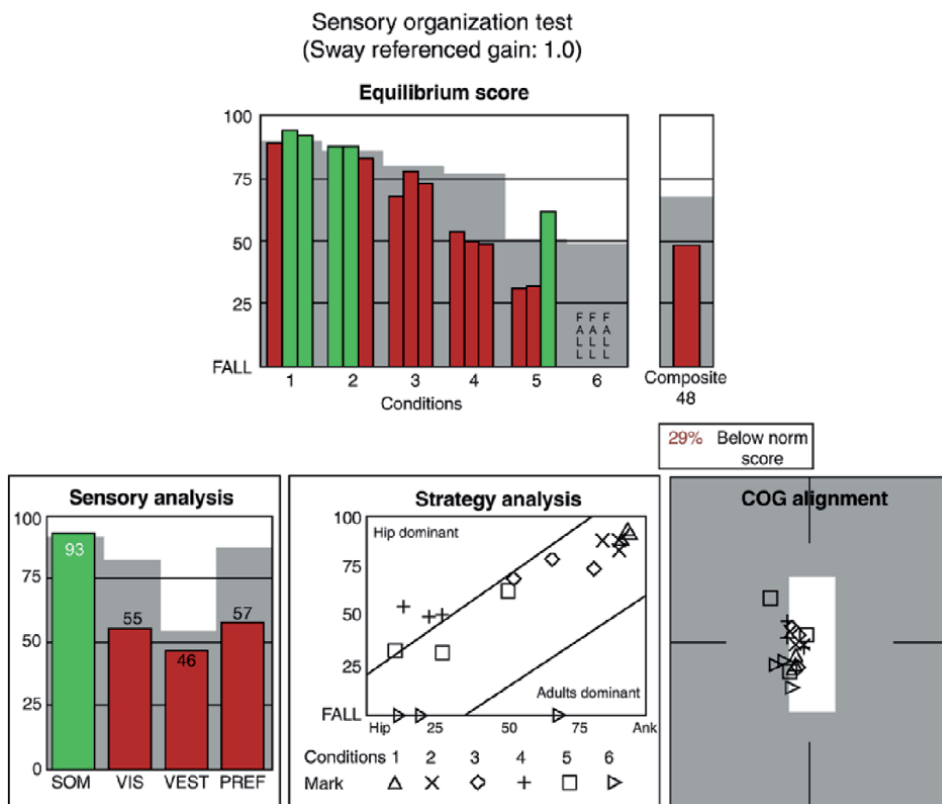 Sensory organization test
(Sway referenced gain: 1.0)
Equilibrium score
100
75
50
25
FALL
FALL FALL FALL
1 2 3 4 5 6
Conditions
Composite
48
29% Below norm
score
Sensory analysis
100
75
50
25
0
93
55
46
57
SOM VIS VEST PREF
Strategy analysis
100
75
50
25
FALL
Hip dominant
Adults dominant
Hip 25 50 75 Ank
Conditions 1 2 3 4 5 6
Mark
COG alignment